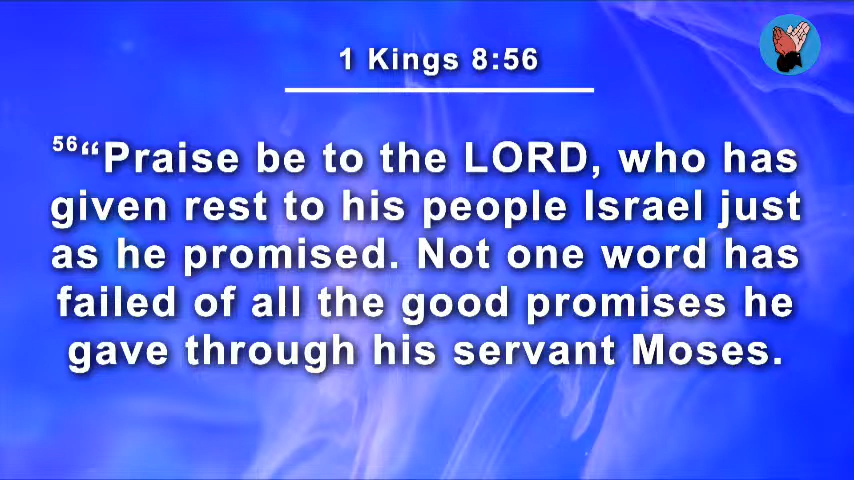 1 Kings 8:56
56“Praise be to the LORD, who has
given rest to his people Israel just
as he promised. Not one word has
failed of all the good promises he
gave through his servant Moses.